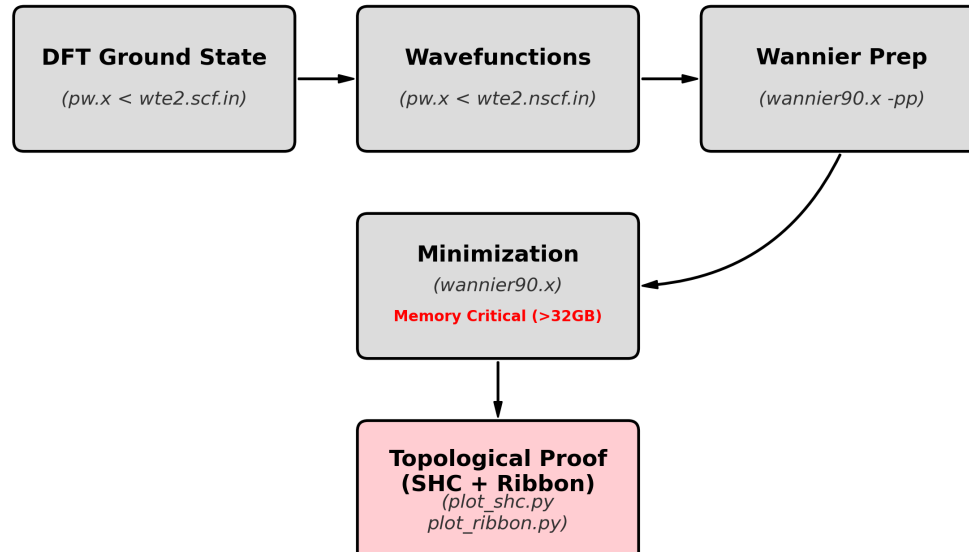 DFT Ground State
(pw.x < wte2.scf.in)
Wavefunctions
(pw.x < wte2.nscf.in)
Wannier Prep
(wannier90.x -pp)
Minimization
(wannier90.x)
Memory Critical (>32GB)
Topological Proof
(SHC + Ribbon)
(plot_shc.py
plot_ribbon.py)